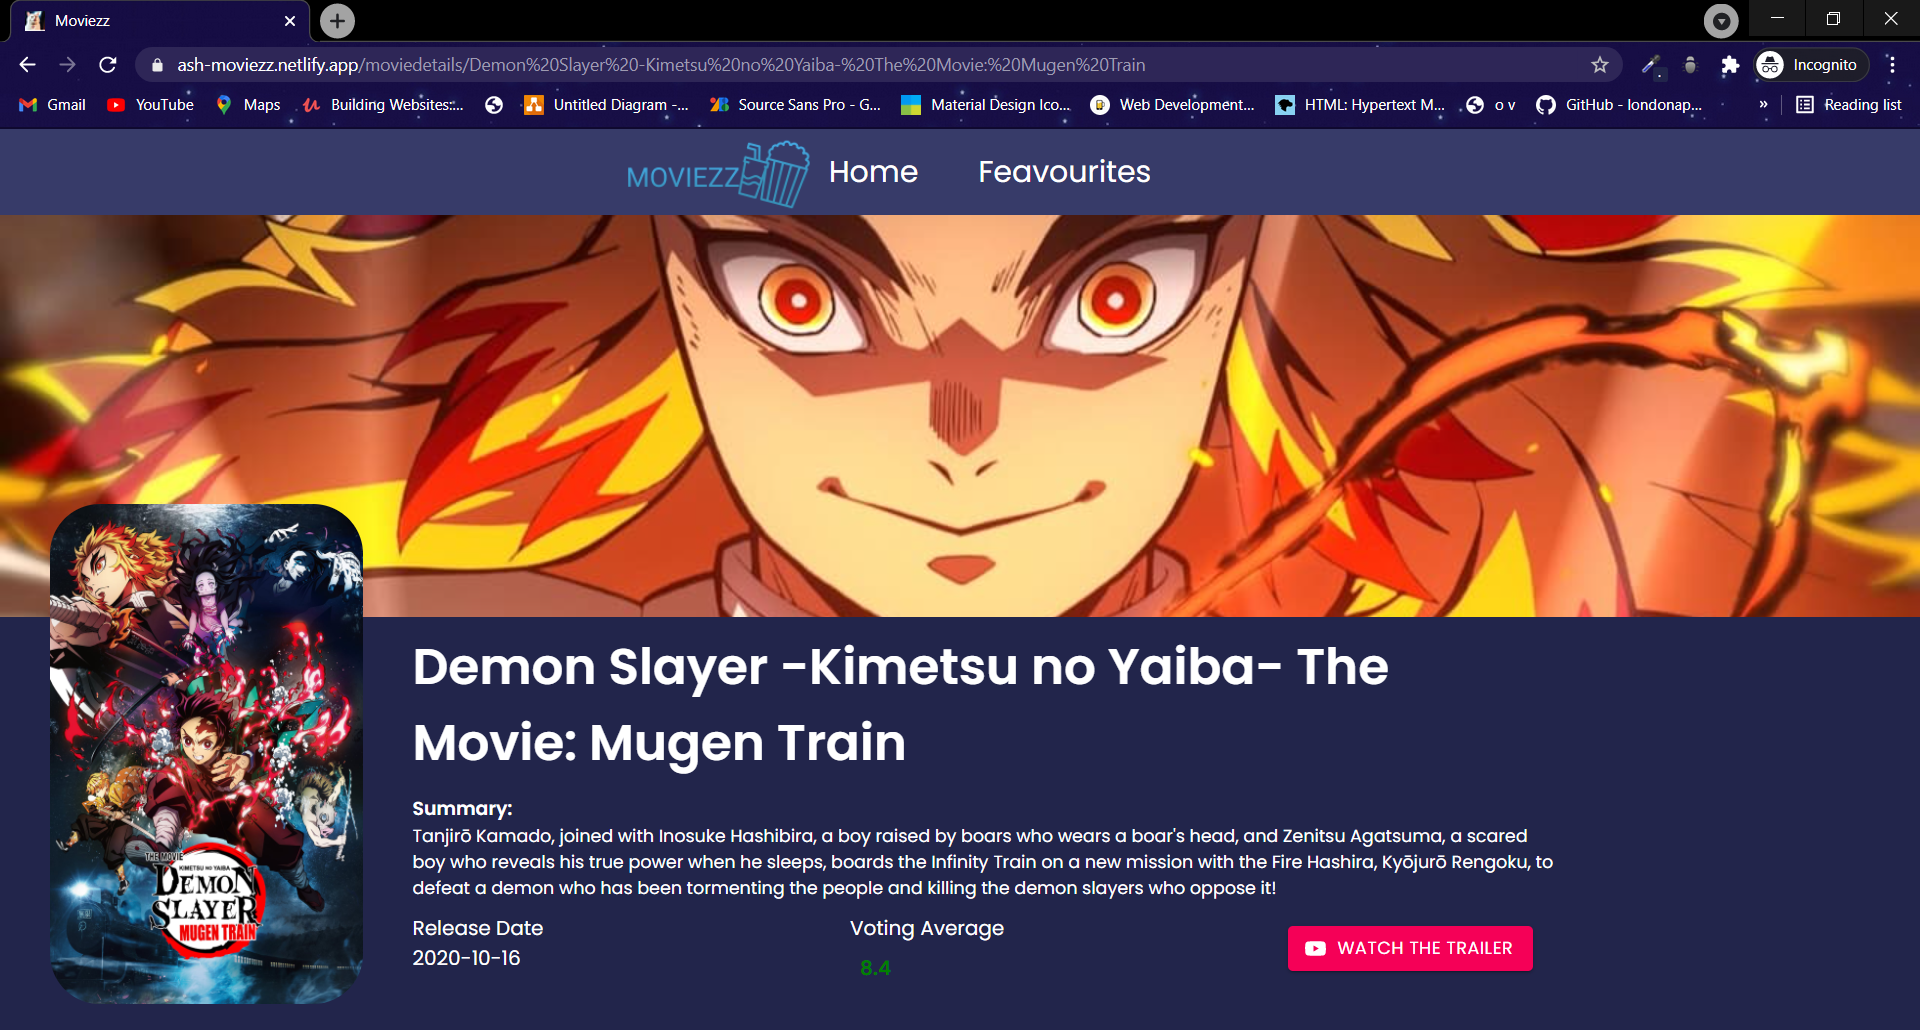 Moviezz
ash-moviezz.netlify.app/moviedetails/Demon%20Slayer%20-Kimetsu%20no%20Yaiba-%20The%20Movie:%20Mugen%20Train
Incognito
Gmail YouTube Maps Building Websites:... Untitled Diagram -... Source Sans Pro - G... Material Design Ico... Web Development... HTML: Hypertext M... o v GitHub - londonap... » Reading list
MOVIEZZ Home Feavourites
Demon Slayer -Kimetsu no Yaiba- The
Movie: Mugen Train
Summary:
Tanjirō Kamado, joined with Inosuke Hashibira, a boy raised by boars who wears a boar's head, and Zenitsu Agatsuma, a scared
boy who reveals his true power when he sleeps, boards the Infinity Train on a new mission with the Fire Hashira, Kyōjurō Rengoku, to
defeat a demon who has been tormenting the people and killing the demon slayers who oppose it!
THE MOVIE
KIMETSU NO YAIBA
DEMON
SLAYER
MUGEN TRAIN
Release Date
2020-10-16
Voting Average
8.4
WATCH THE TRAILER